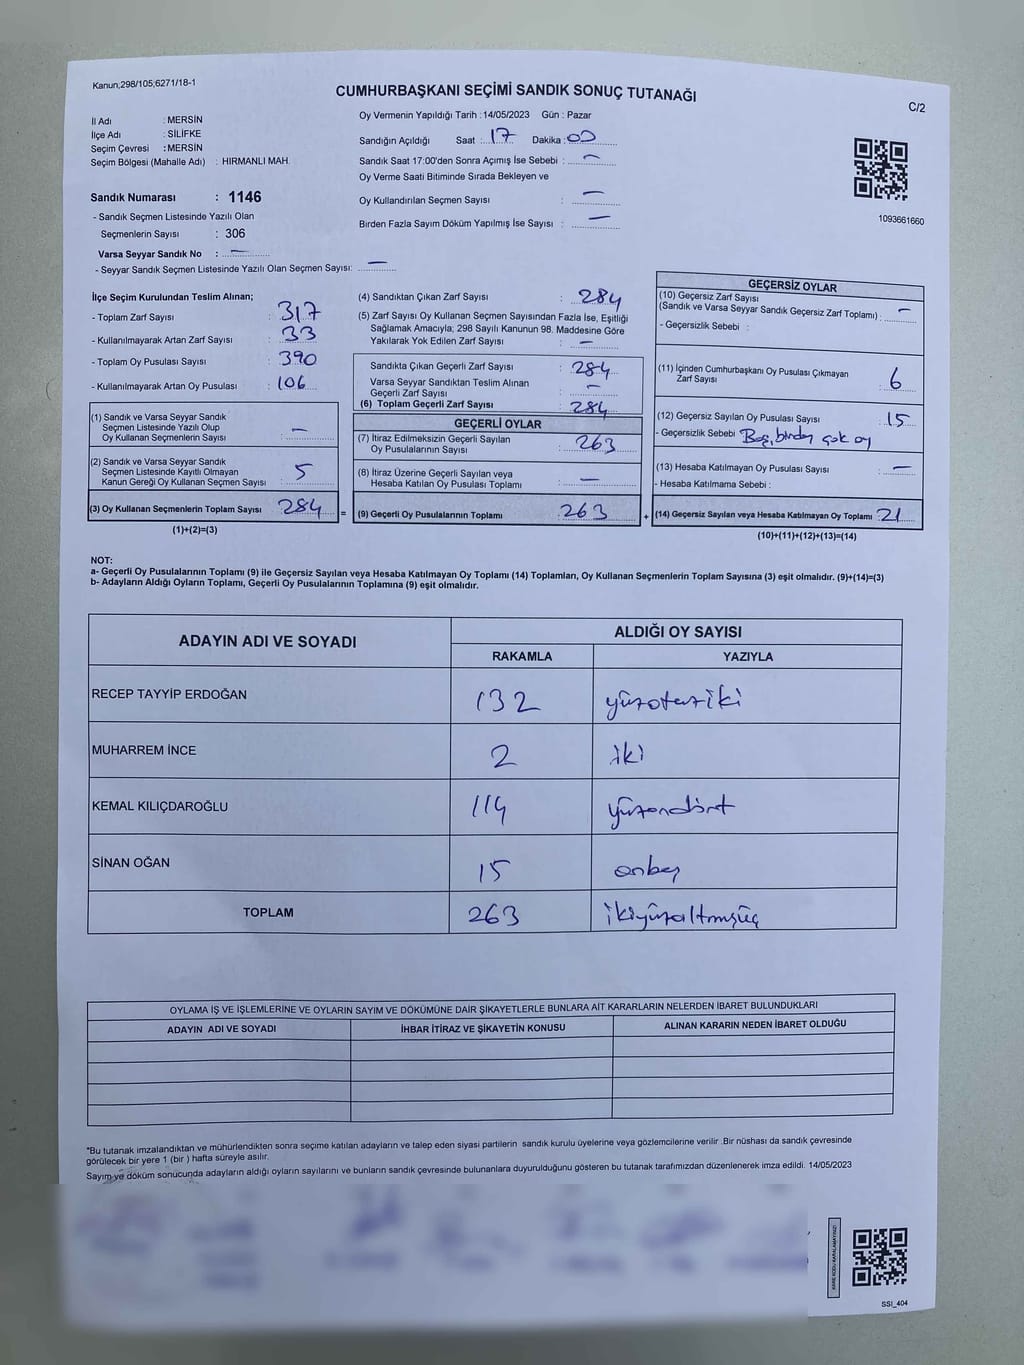 Kanun;298/105;6271/18-1
CUMHURBAŞKANI SEÇİMİ SANDIK SONUÇ TUTANAĞI
C/2
İl Adı : MERSİN
İlçe Adı : SİLİFKE
Seçim Çevresi : MERSİN
Seçim Bölgesi (Mahalle Adı) : HIRMANLI MAH.
Sandık Numarası : 1146
- Sandık Seçmen Listesinde Yazılı Olan
Seçmenlerin Sayısı : 306
Varsa Seyyar Sandık No : —
- Seyyar Sandık Seçmen Listesinde Yazılı Olan Seçmen Sayısı: —
Oy Vermenin Yapıldığı Tarih : 14/05/2023 Gün : Pazar
Sandığın Açıldığı Saat : 17 Dakika : 00
Sandık Saat 17:00'den Sonra Açımış İse Sebebi : —
Oy Verme Saati Bitiminde Sırada Bekleyen ve
Oy Kullandırılan Seçmen Sayısı : —
Birden Fazla Sayım Döküm Yapılmış İse Sayısı : —
1093661660
İlçe Seçim Kurulundan Teslim Alınan;
- Toplam Zarf Sayısı : 317
- Kullanılmayarak Artan Zarf Sayısı : 33
- Toplam Oy Pusulası Sayısı : 390
- Kullanılmayarak Artan Oy Pusulası : 106
(1) Sandık ve Varsa Seyyar Sandık
Seçmen Listesinde Yazılı Olup
Oy Kullanan Seçmenlerin Sayısı : —
(2) Sandık ve Varsa Seyyar Sandık
Seçmen Listesinde Kayıtlı Olmayan
Kanun Gereği Oy Kullanan Seçmen Sayısı : 5
(3) Oy Kullanan Seçmenlerin Toplam Sayısı : 284
(1)+(2)=(3)
(4) Sandıktan Çıkan Zarf Sayısı : 284
(5) Zarf Sayısı Oy Kullanan Seçmen Sayısından Fazla İse, Eşitliği
Sağlamak Amacıyla; 298 Sayılı Kanunun 98. Maddesine Göre
Yakılarak Yok Edilen Zarf Sayısı : —
Sandıkta Çıkan Geçerli Zarf Sayısı : 284
Varsa Seyyar Sandıktan Teslim Alınan
Geçerli Zarf Sayısı : —
(6) Toplam Geçerli Zarf Sayısı : 284
GEÇERLİ OYLAR
(7) İtiraz Edilmeksizin Geçerli Sayılan
Oy Pusulalarının Sayısı : 263
(8) İtiraz Üzerine Geçerli Sayılan veya
Hesaba Katılan Oy Pusulası Toplamı : —
= (9) Geçerli Oy Pusulalarının Toplamı : 263
GEÇERSİZ OYLAR
(10) Geçersiz Zarf Sayısı
(Sandık ve Varsa Seyyar Sandık Geçersiz Zarf Toplamı) : —
- Geçersizlik Sebebi :
(11) İçinden Cumhurbaşkanı Oy Pusulası Çıkmayan
Zarf Sayısı : 6
(12) Geçersiz Sayılan Oy Pusulası Sayısı : 15
- Geçersizlik Sebebi : Boş, birden çok oy
(13) Hesaba Katılmayan Oy Pusulası Sayısı : —
- Hesaba Katılmama Sebebi :
+ (14) Geçersiz Sayılan veya Hesaba Katılmayan Oy Toplamı : 21
(10)+(11)+(12)+(13)=(14)
NOT:
a- Geçerli Oy Pusulalarının Toplamı (9) ile Geçersiz Sayılan veya Hesaba Katılmayan Oy Toplamı (14) Toplamları, Oy Kullanan Seçmenlerin Toplam Sayısına (3) eşit olmalıdır. (9)+(14)=(3)
b- Adayların Aldığı Oyların Toplamı, Geçerli Oy Pusulalarının Toplamına (9) eşit olmalıdır.
ADAYIN ADI VE SOYADI ALDIĞI OY SAYISI
RAKAMLA YAZIYLA
RECEP TAYYİP ERDOĞAN 132 yüzotuziki
MUHARREM İNCE 2 iki
KEMAL KILIÇDAROĞLU 114 yüzondört
SİNAN OĞAN 15 onbeş
TOPLAM 263 ikiyüzaltmışüç
OYLAMA İŞ VE İŞLEMLERİNE VE OYLARIN SAYIM VE DÖKÜMÜNE DAİR ŞİKAYETLERLE BUNLARA AİT KARARLARIN NELERDEN İBARET BULUNDUKLARI
ADAYIN ADI VE SOYADI İHBAR İTİRAZ VE ŞİKAYETİN KONUSU ALINAN KARARIN NEDEN İBARET OLDUĞU
*Bu tutanak imzalandıktan ve mühürlendikten sonra seçime katılan adayların ve talep eden siyasi partilerin sandık kurulu üyelerine veya gözlemcilerine verilir .Bir nüshası da sandık çevresinde
görülecek bir yere 1 (bir ) hafta süreyle asılır.
Sayım ve döküm sonucunda adayların aldığı oyların sayılarını ve bunların sandık çevresinde bulunanlara duyurulduğunu gösteren bu tutanak tarafımızdan düzenlenerek imza edildi. 14/05/2023
KARE KODU KARALAMAYINIZ!
SSI_404